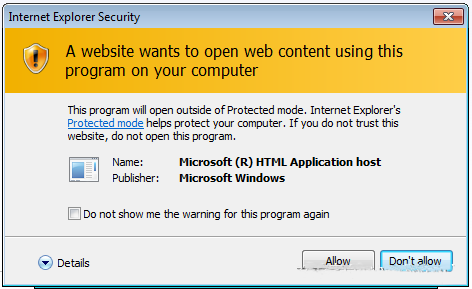 Internet Explorer Security
A website wants to open web content using this
program on your computer
This program will open outside of Protected mode. Internet Explorer's
Protected mode helps protect your computer. If you do not trust this
website, do not open this program.
Name: Microsoft (R) HTML Application host
Publisher: Microsoft Windows
Do not show me the warning for this program again
Details
Allow
Don't allow